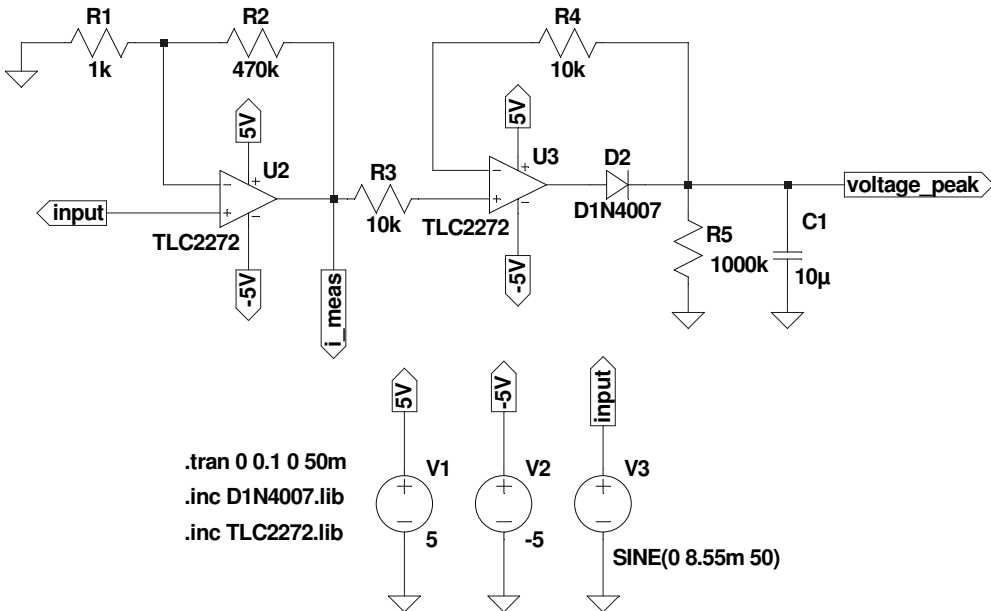 R1
1k
R2
470k
R4
10k
5V
U2
input
TLC2272
-5V
i_meas
R3
10k
5V
U3
TLC2272
-5V
D2
D1N4007
voltage_peak
R5
1000k
C1
10µ
.tran 0 0.1 0 50m
.inc D1N4007.lib
.inc TLC2272.lib
5V
V1
5
-5V
V2
-5
input
V3
SINE(0 8.55m 50)